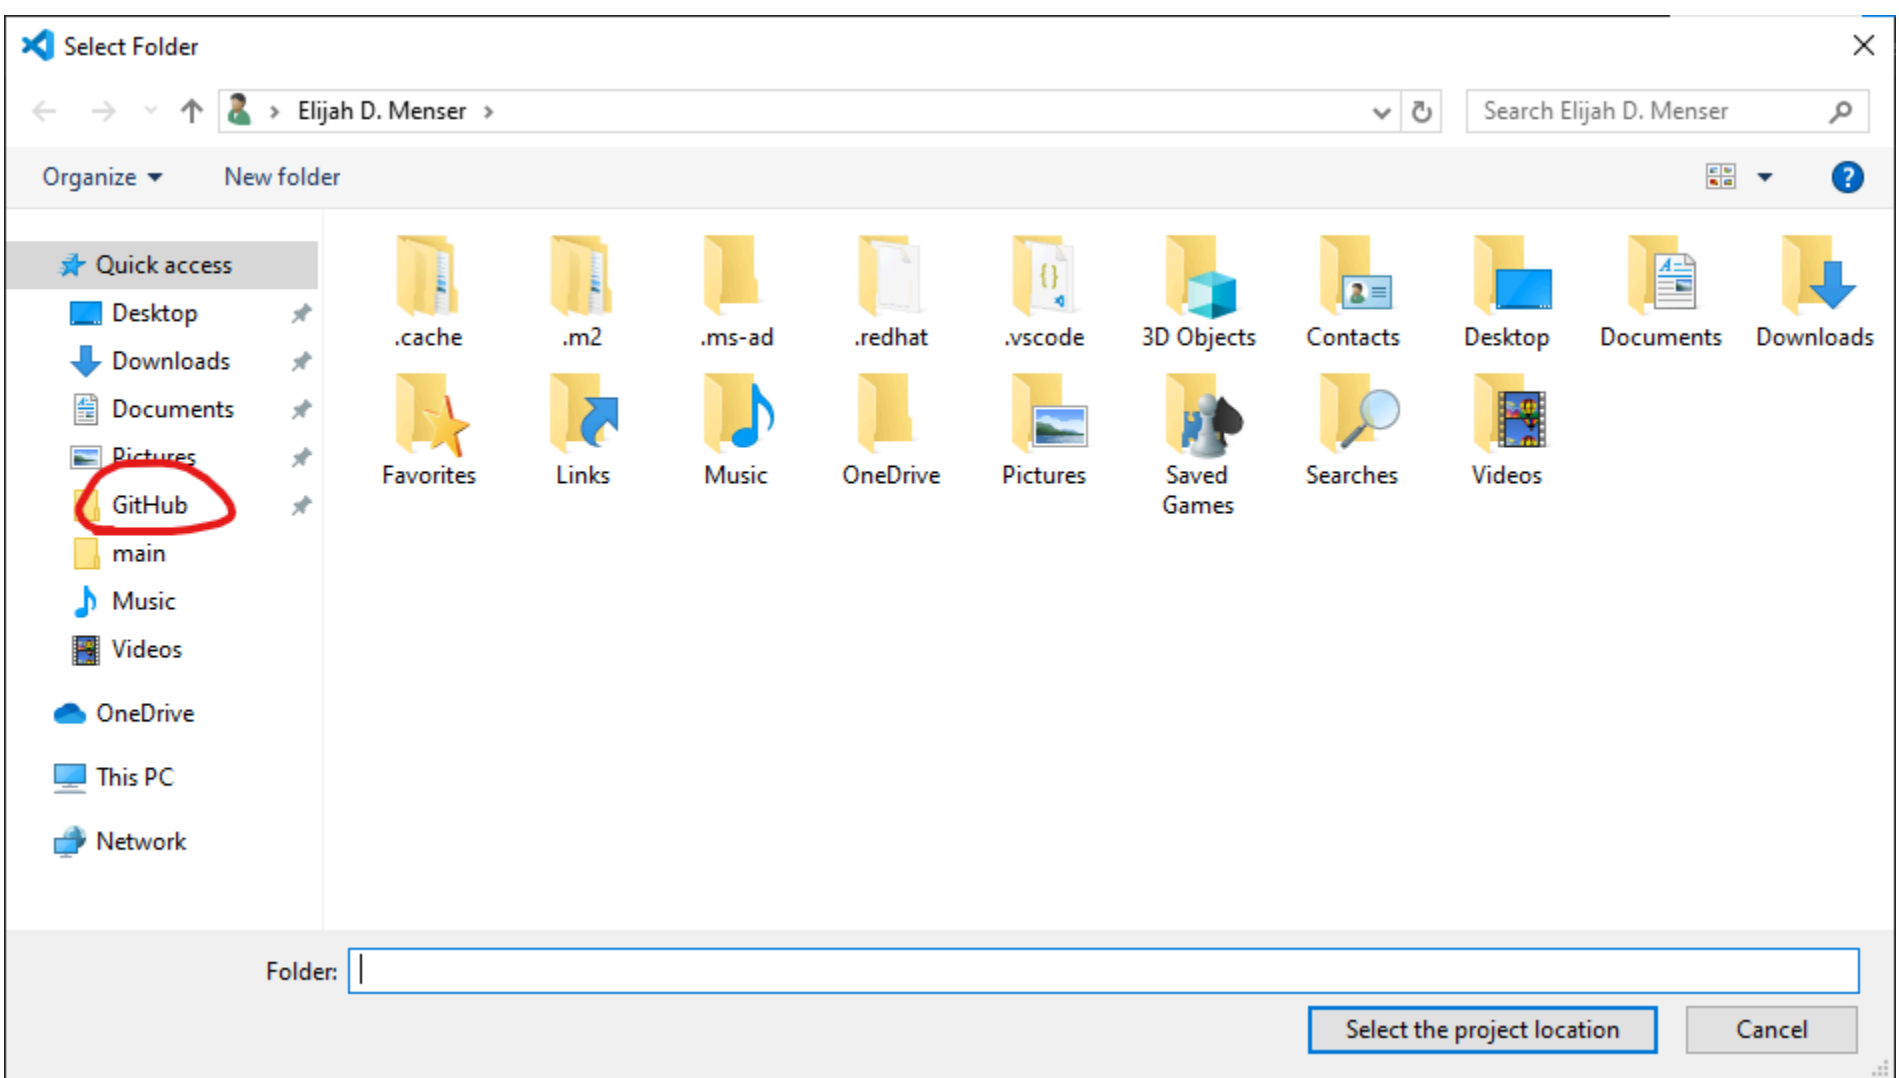 Select Folder
Elijah D. Menser
Search Elijah D. Menser
Organize
New folder
Quick access
Desktop
Downloads
Documents
Pictures
GitHub
main
Music
Videos
OneDrive
This PC
Network
.cache
.m2
.ms-ad
.redhat
.vscode
3D Objects
Contacts
Desktop
Documents
Downloads
Favorites
Links
Music
OneDrive
Pictures
Saved
Games
Searches
Videos
Folder:
Select the project location
Cancel